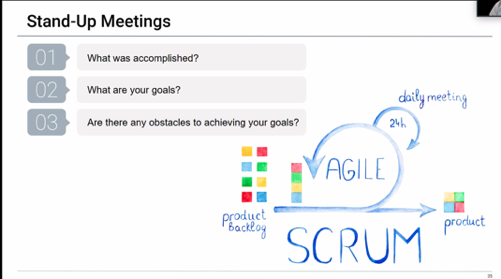 Stand-Up Meetings
01 What was accomplished?
02 What are your goals?
03 Are there any obstacles to achieving your goals?
daily meeting
24h
AGILE
product
Backlog
product
SCRUM